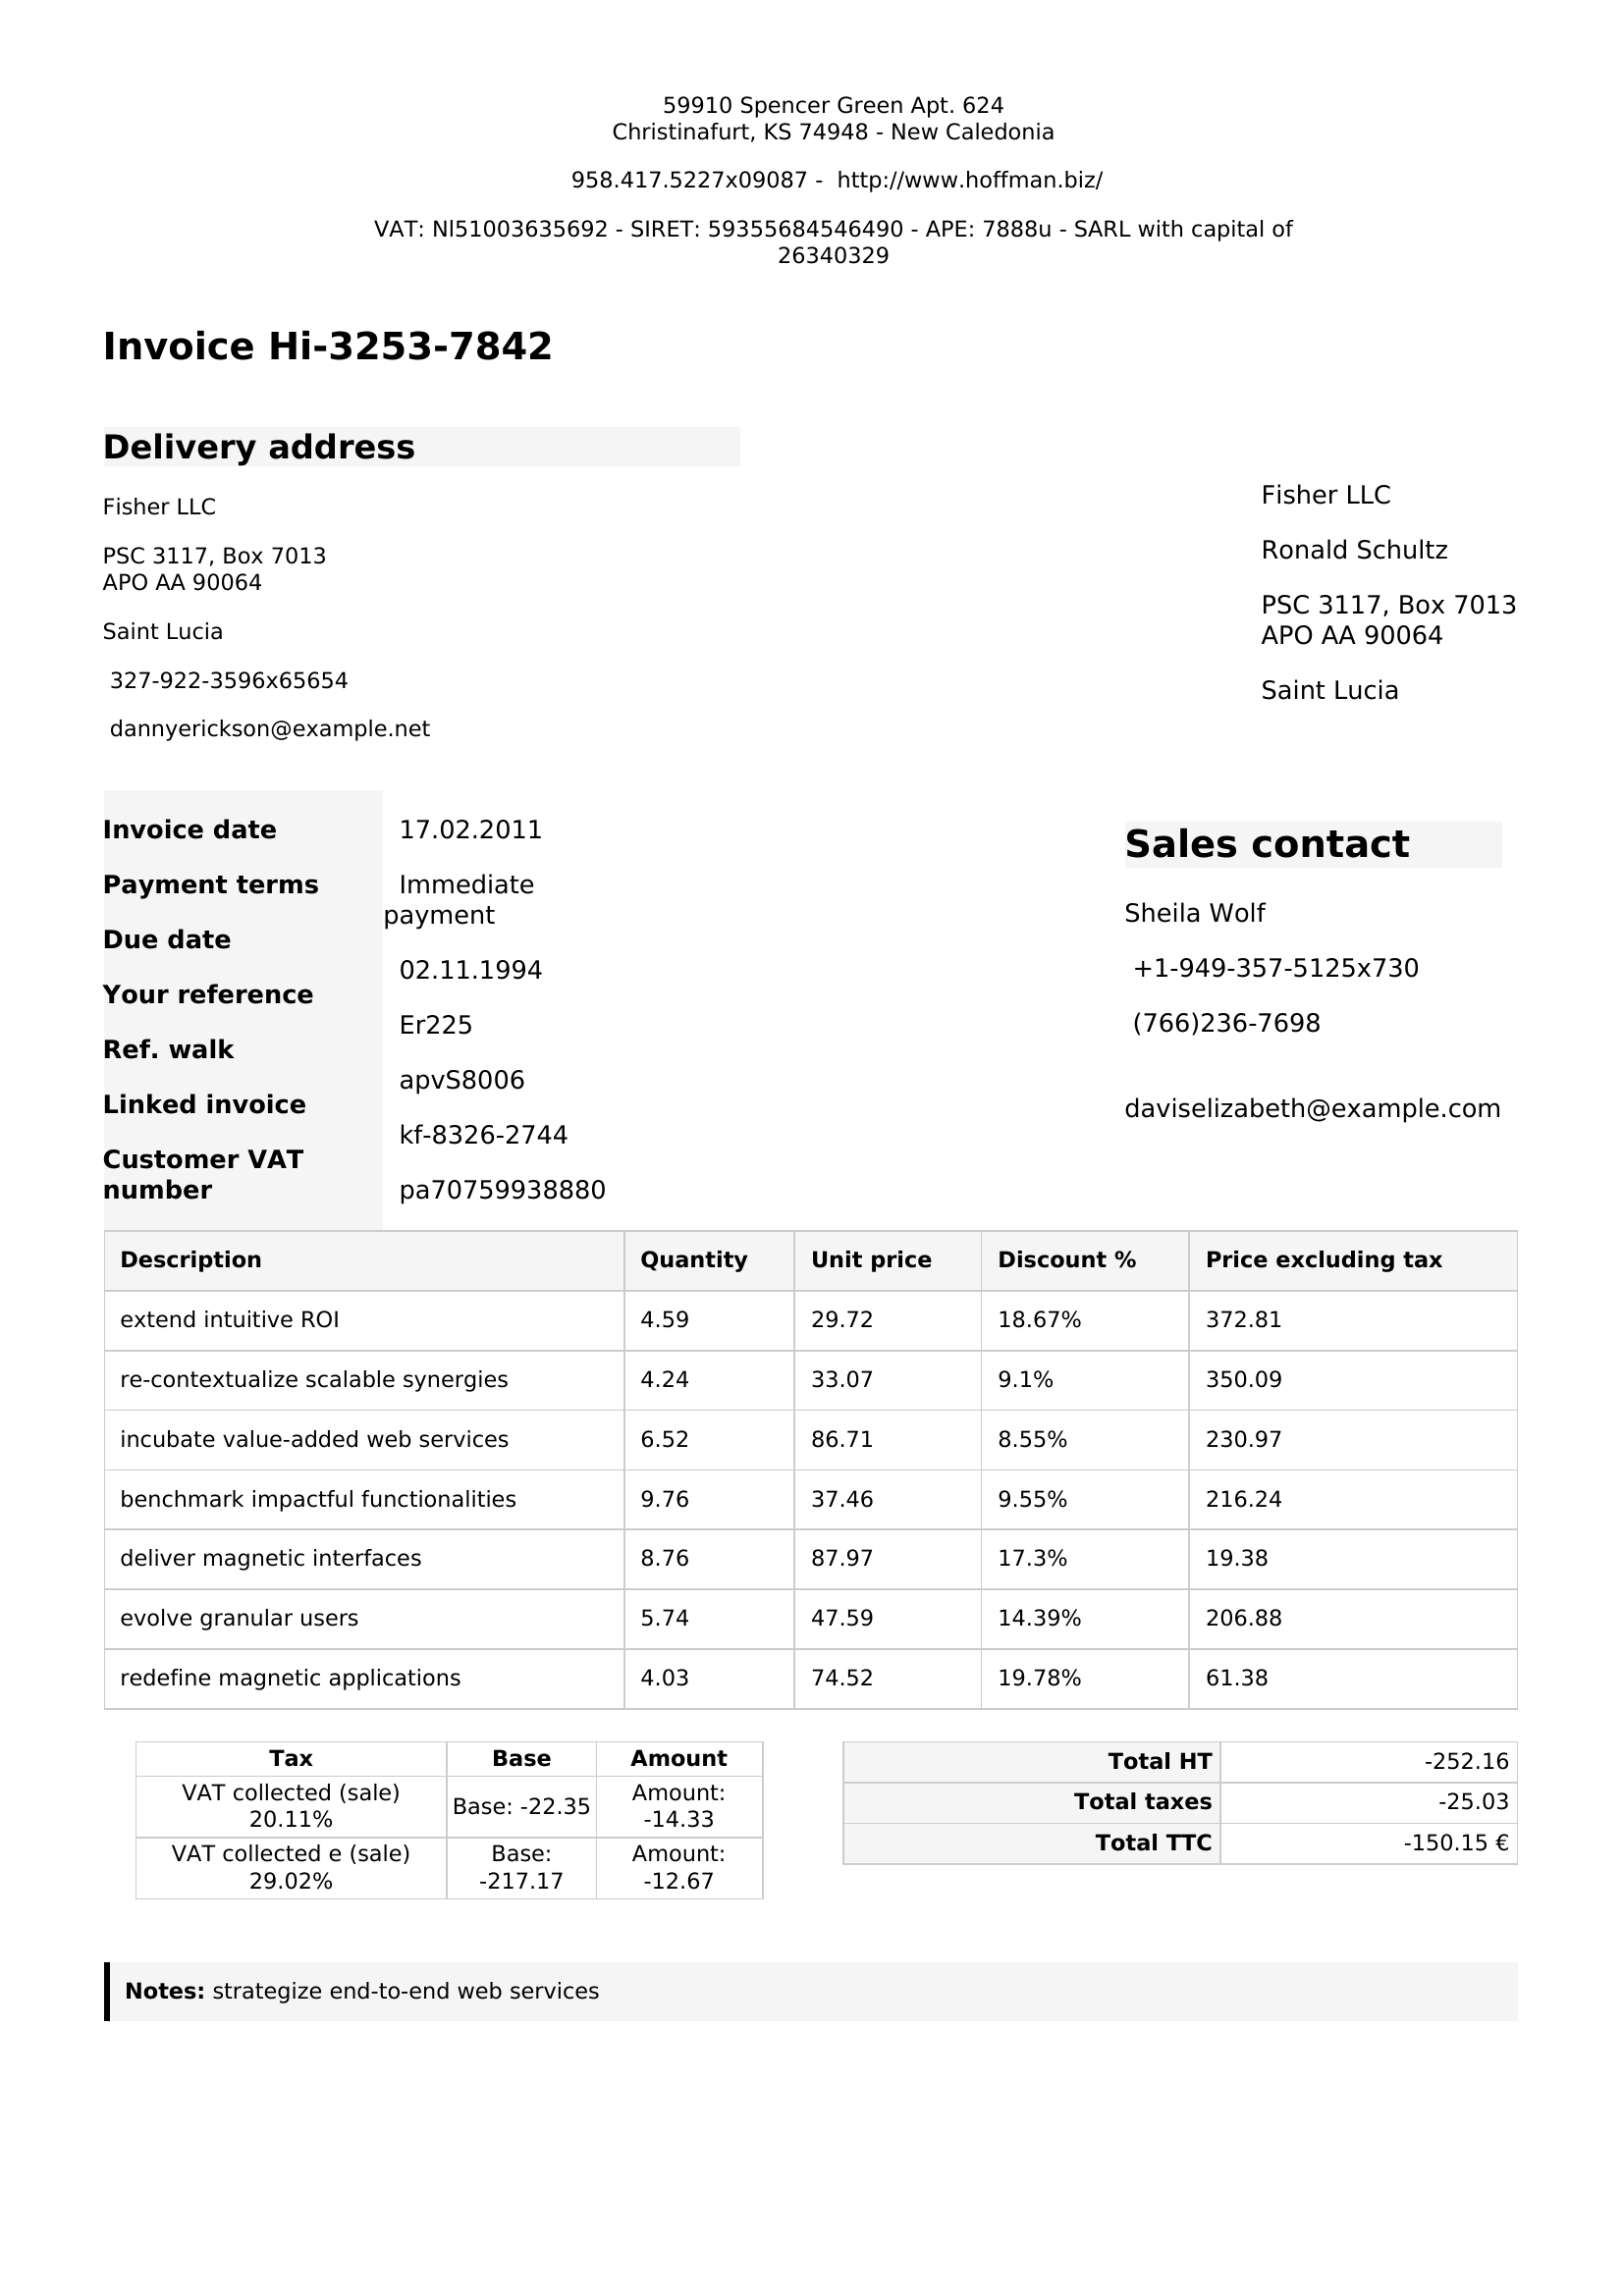 59910 Spencer Green Apt. 624
Christinafurt, KS 74948 - New Caledonia
958.417.5227x09087 -  http://www.hoffman.biz/
VAT: Nl51003635692 - SIRET: 59355684546490 - APE: 7888u - SARL with capital of
26340329
Invoice Hi-3253-7842
Delivery address
Fisher LLC
PSC 3117, Box 7013
APO AA 90064
Saint Lucia
327-922-3596x65654
dannyerickson@example.net
Fisher LLC
Ronald Schultz
PSC 3117, Box 7013
APO AA 90064
Saint Lucia
Invoice date
Payment terms
Due date
Your reference
Ref. walk
Linked invoice
Customer VAT
number
17.02.2011
Immediate
payment
02.11.1994
Er225
apvS8006
kf-8326-2744
pa70759938880
Sales contact
Sheila Wolf
+1-949-357-5125x730
(766)236-7698
daviselizabeth@example.com
Description Quantity Unit price Discount % Price excluding tax
extend intuitive ROI 4.59 29.72 18.67% 372.81
re-contextualize scalable synergies 4.24 33.07 9.1% 350.09
incubate value-added web services 6.52 86.71 8.55% 230.97
benchmark impactful functionalities 9.76 37.46 9.55% 216.24
deliver magnetic interfaces 8.76 87.97 17.3% 19.38
evolve granular users 5.74 47.59 14.39% 206.88
redefine magnetic applications 4.03 74.52 19.78% 61.38
Tax Base Amount
VAT collected (sale)
20.11%
Base: -22.35
Amount:
-14.33
VAT collected e (sale)
29.02%
Base:
-217.17
Amount:
-12.67
Total HT -252.16
Total taxes -25.03
Total TTC -150.15 €
Notes: strategize end-to-end web services